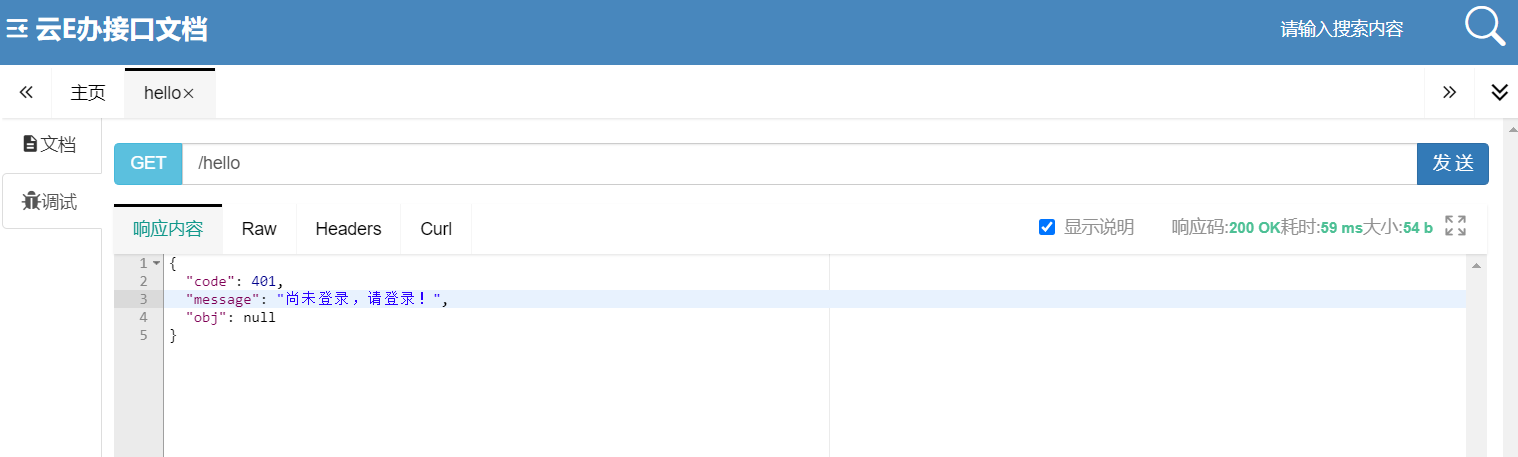 云E办接口文档 请输入搜索内容
主页 hello×
文档
GET /hello 发 送
调试
响应内容 Raw Headers Curl 显示说明 响应码:200 OK耗时:59 ms大小:54 b
1 {
2 "code": 401,
3 "message": "尚未登录，请登录！",
4 "obj": null
5 }